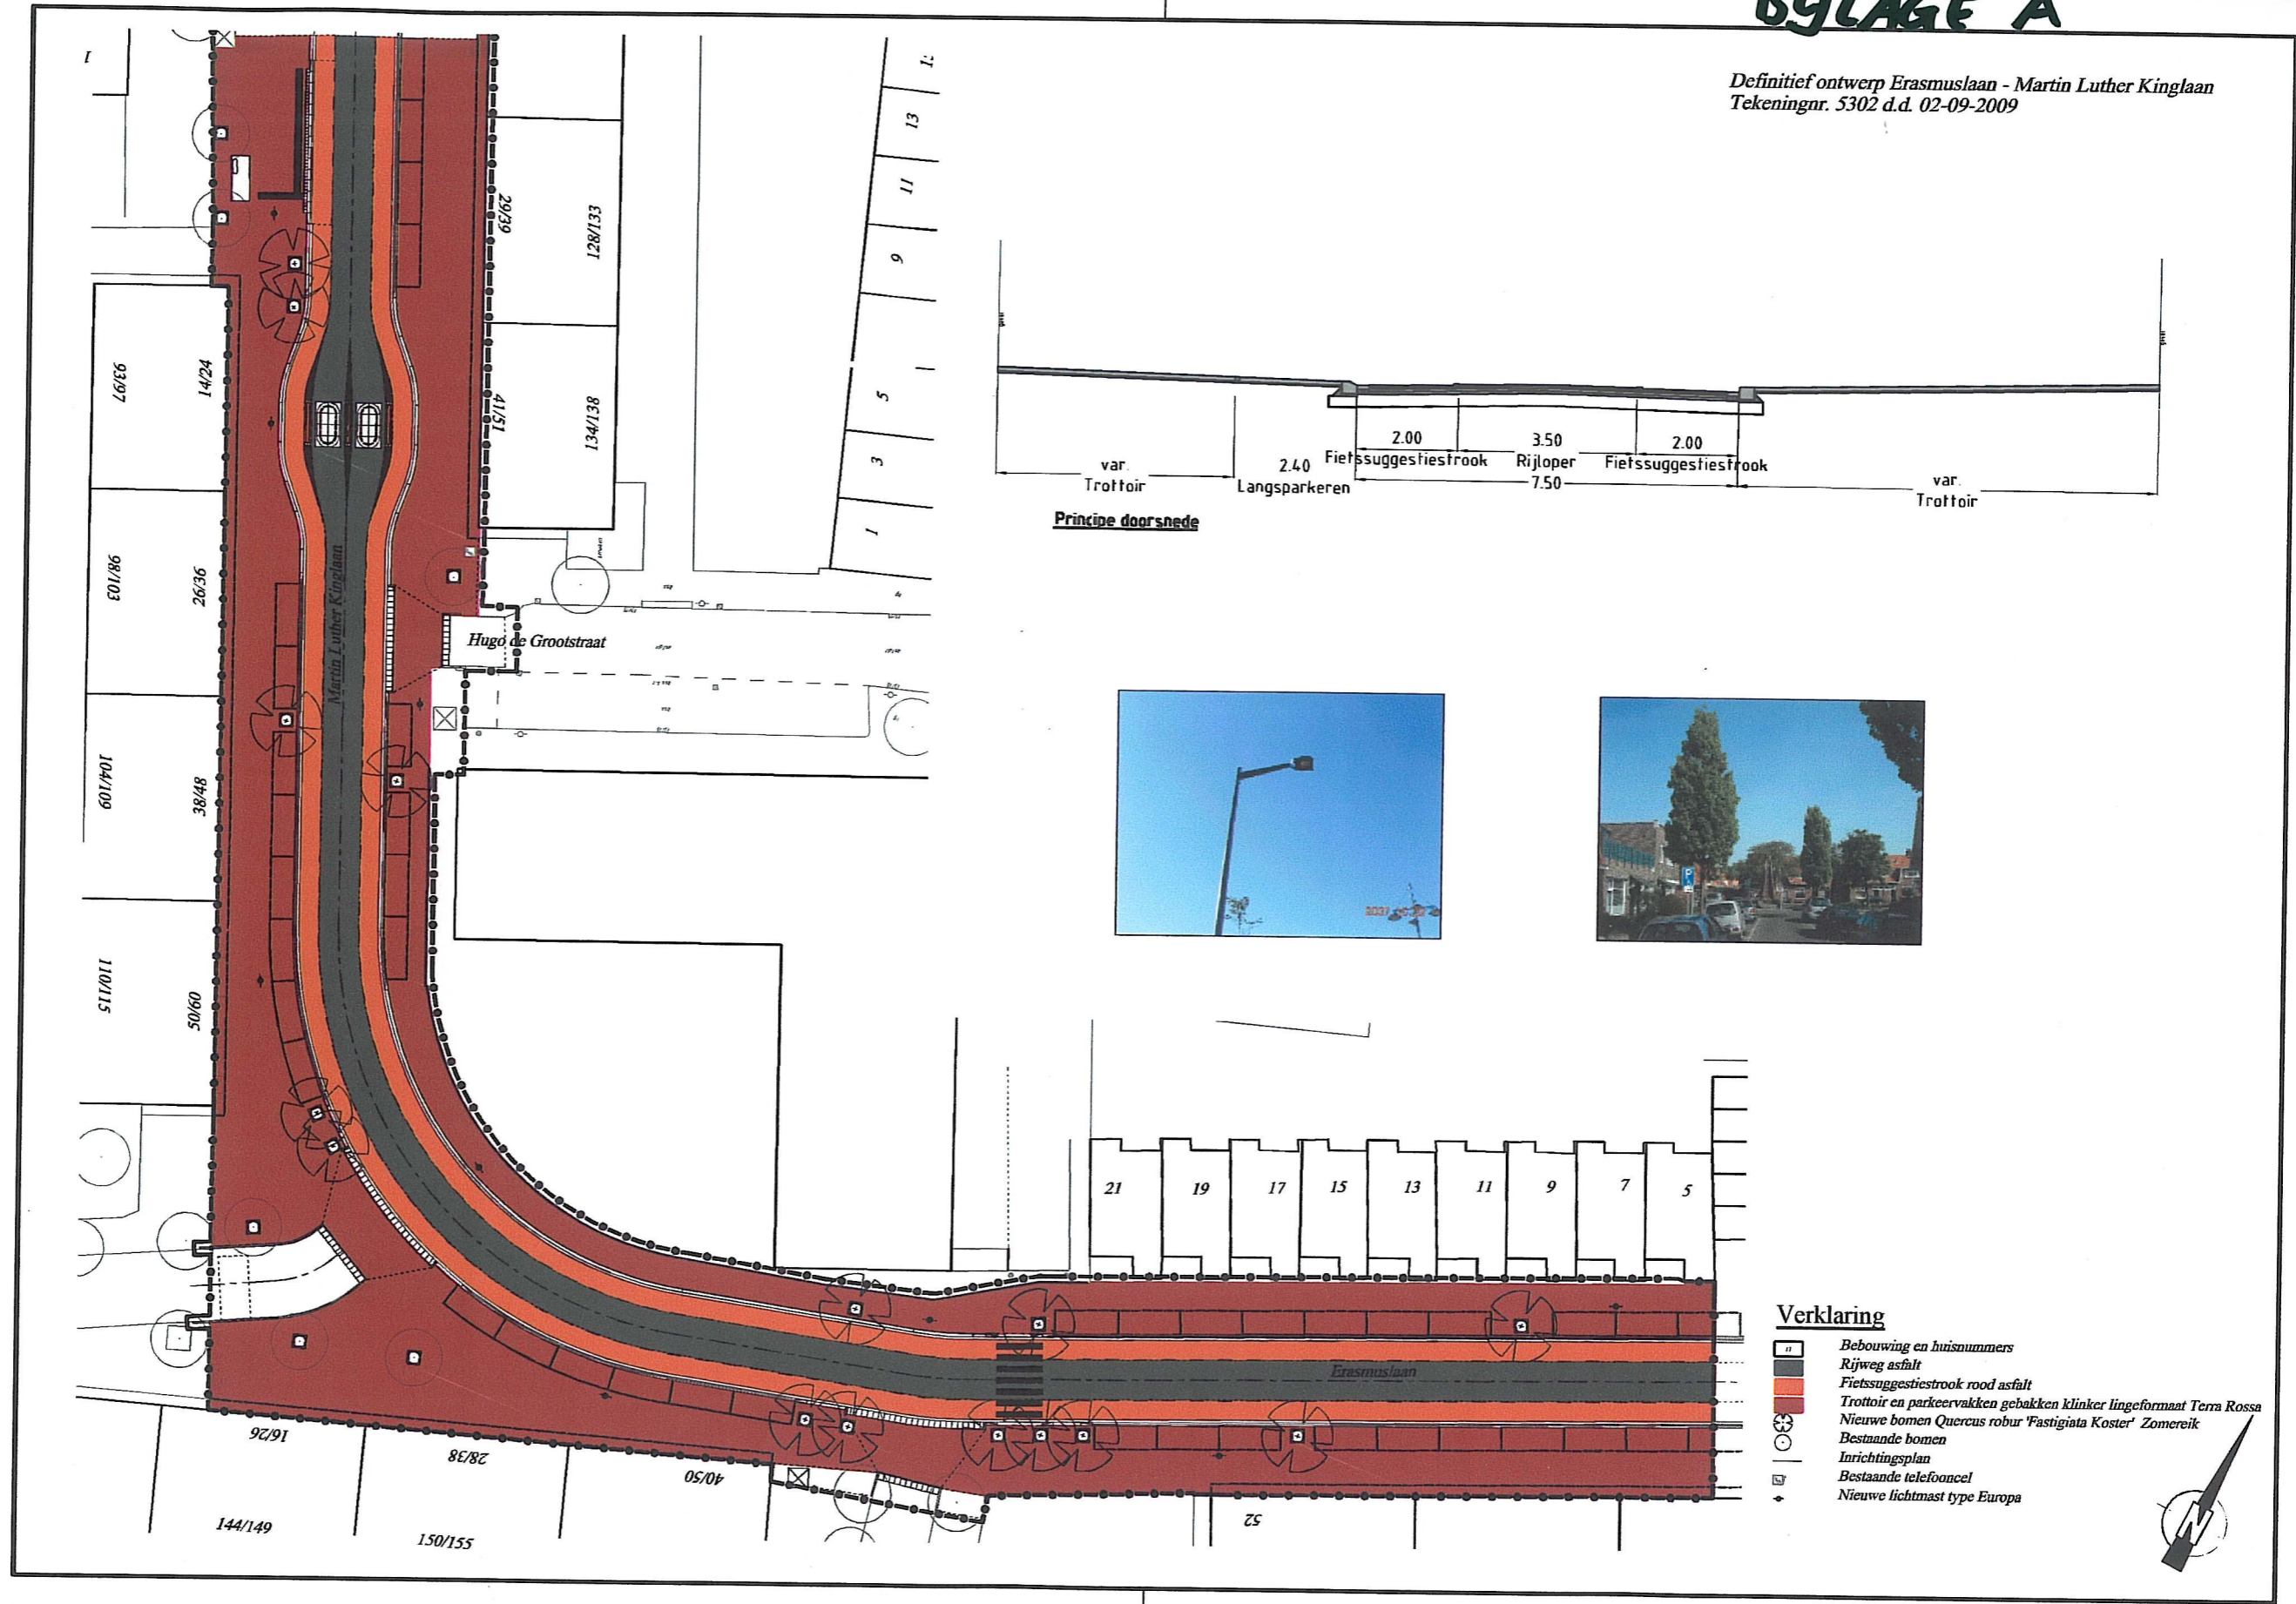 BYLAGE A
Definitief ontwerp Erasmuslaan - Martin Luther Kinglaan
Tekeningnr. 5302 d.d. 02-09-2009
1
13
11
9
5
3
1
29/39
128/133
41/51
134/138
93/97
14/24
98/103
26/36
104/109
38/48
110/115
50/60
Martin Luther Kinglaan
Hugo de Grootstraat
2.00
3.50
2.00
Fietssuggestiestrook
Rijloper
Fietssuggestiestrook
var.
Trottoir
2.40
Langsparkeren
7.50
var.
Trottoir
Principe doorsnede
P
21
19
17
15
13
11
9
7
5
Erasmuslaan
16/26
28/38
40/50
144/149
150/155
52
Verklaring
Bebouwing en huisnummers
Rijweg asfalt
Fietssuggestiestrook rood asfalt
Trottoir en parkeervakken gebakken klinker lingeformaat Terra Rossa
Nieuwe bomen Quercus robur 'Fastigiata Koster' Zomereik
Bestaande bomen
Inrichtingsplan
Bestaande telefooncel
Nieuwe lichtmast type Europa
N